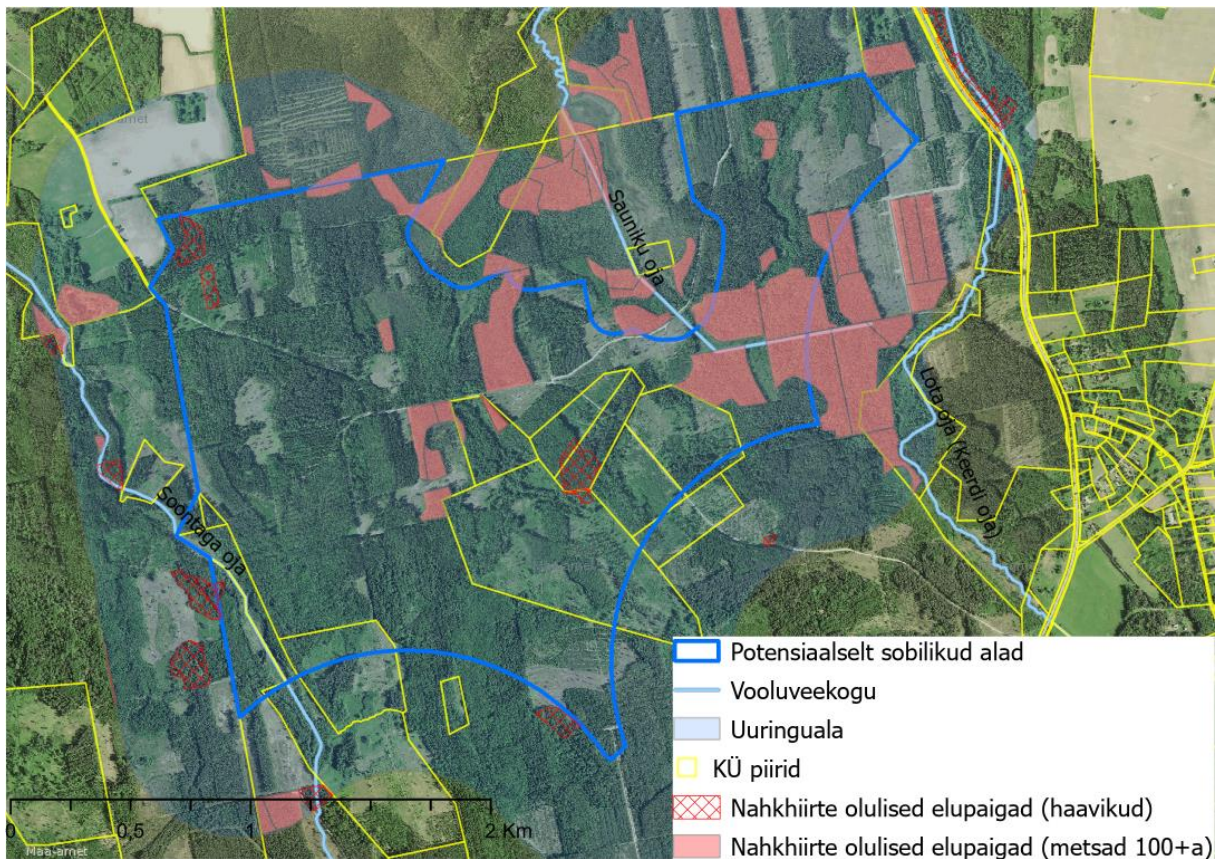 Sauniku oja
Lota oja (Keerdi oja)
Soontaga oja
Potensiaalselt sobilikud alad
Vooluveekogu
Uuringuala
KÜ piirid
Nahkhiirte olulised elupaigad (haavikud)
Nahkhiirte olulised elupaigad (metsad 100+a)
0 0,5 1 2 Km
Maa-amet